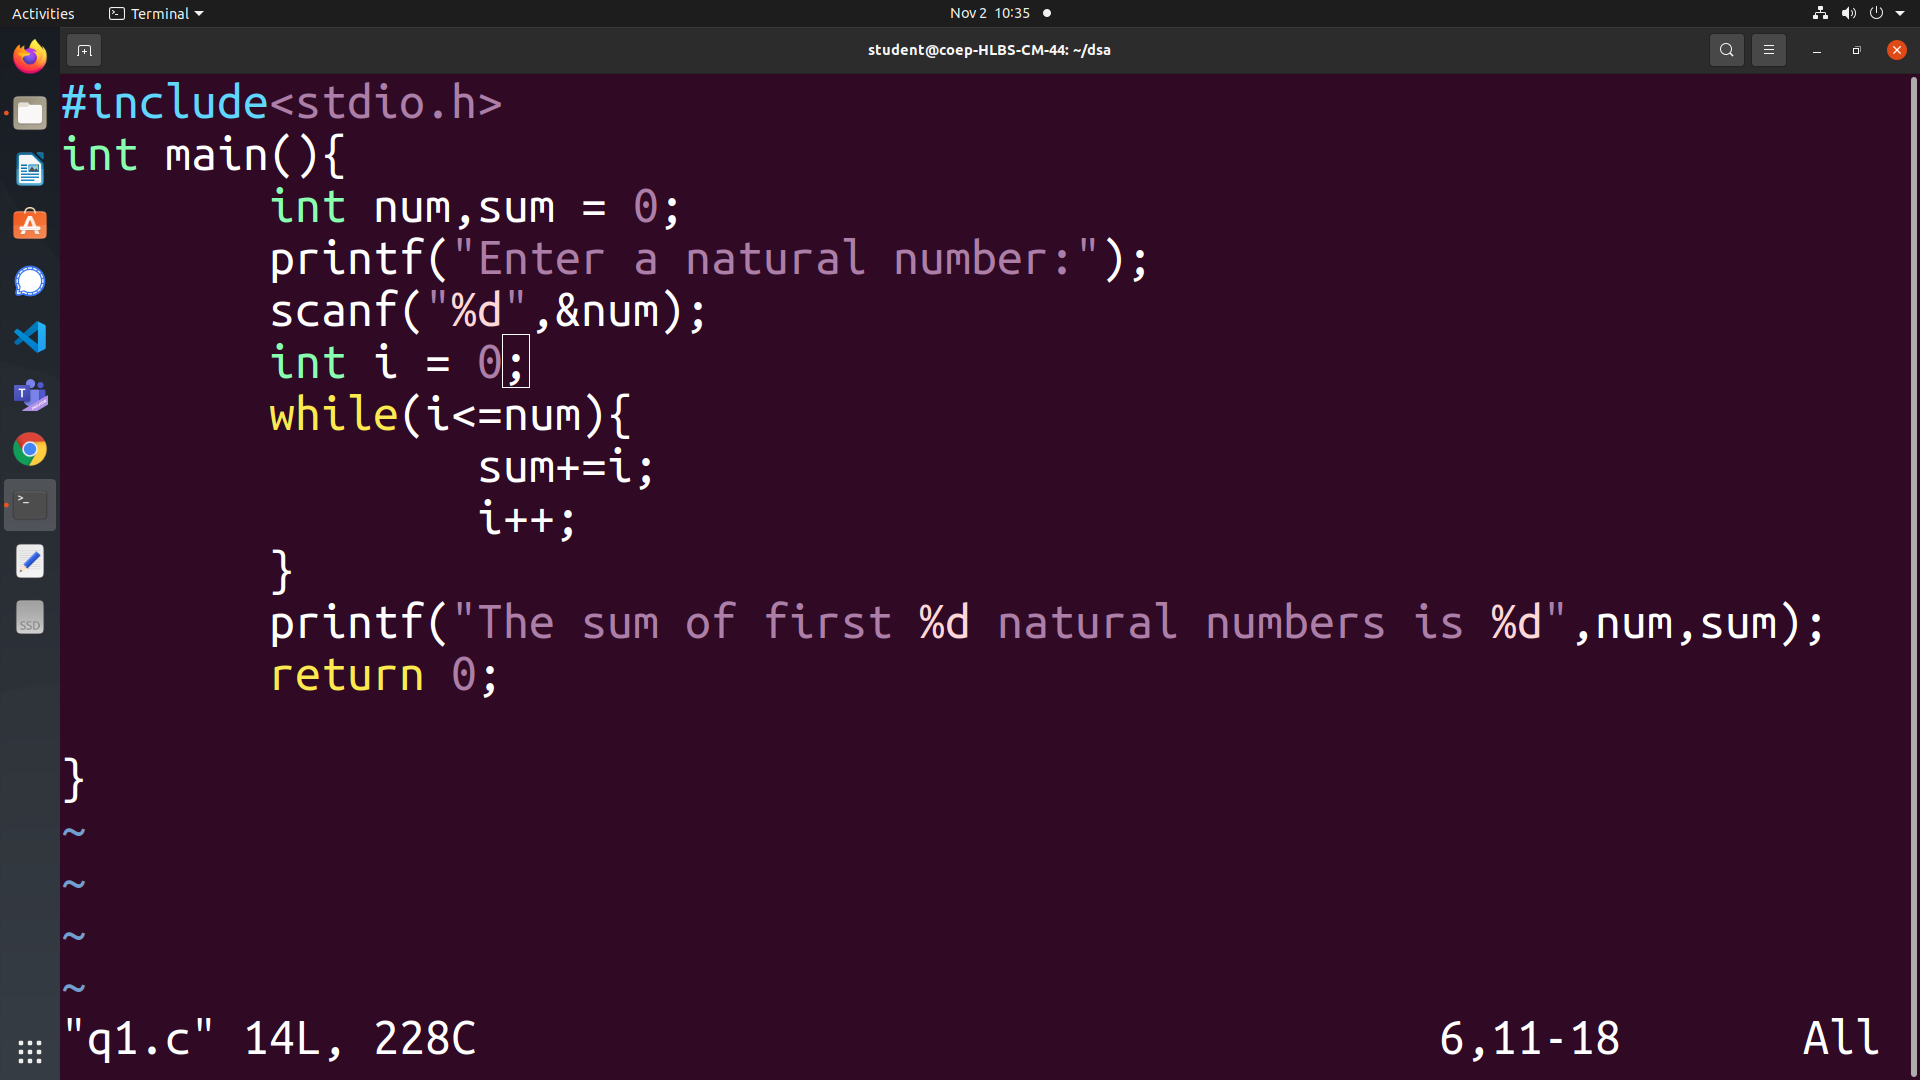 Activities Terminal Nov 2 10:35
student@coep-HLBS-CM-44: ~/dsa
#include<stdio.h>
int main(){
        int num,sum = 0;
        printf("Enter a natural number:");
        scanf("%d",&num);
        int i = 0;
        while(i<=num){
                sum+=i;
                i++;
        }
        printf("The sum of first %d natural numbers is %d",num,sum);
        return 0;

}
~
~
~
~
"q1.c" 14L, 228C 6,11-18 All
SSD